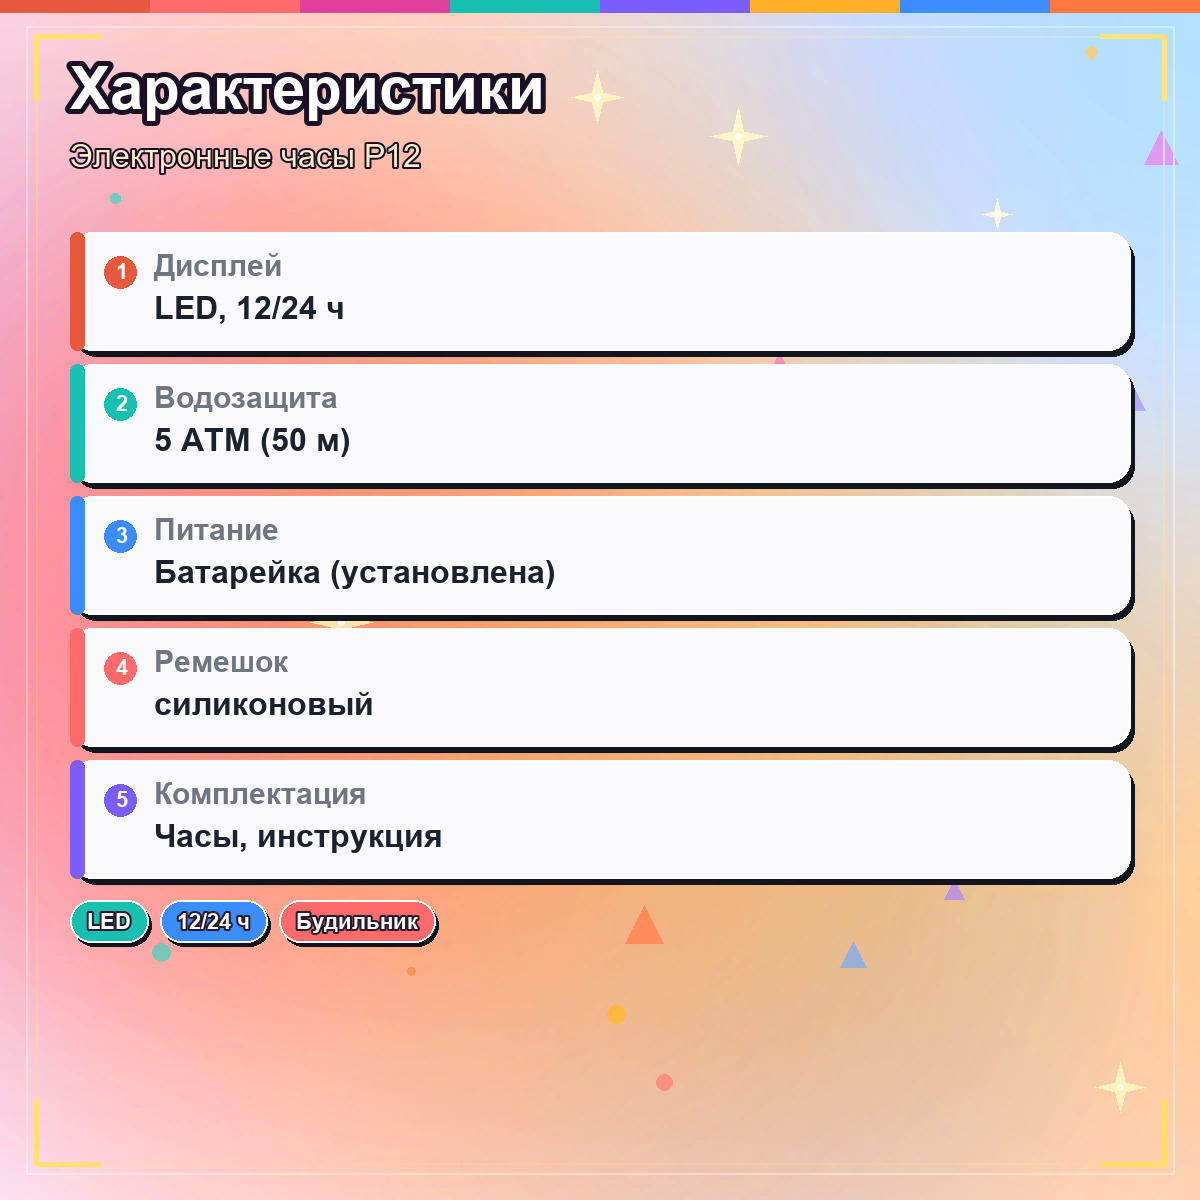 Характеристики
Электронные часы P12
1
Дисплей
LED, 12/24 ч
2
Водозащита
5 ATM (50 м)
3
Питание
Батарейка (установлена)
4
Ремешок
силиконовый
5
Комплектация
Часы, инструкция
LED 12/24 ч Будильник